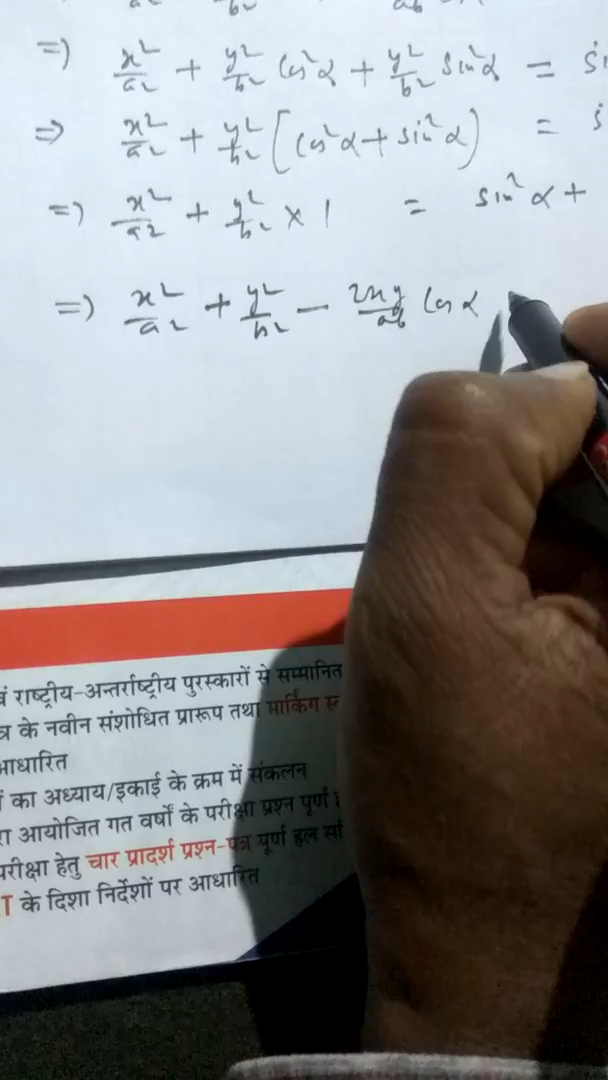 ⇒ x²/a² + y²/b² cos²α + y²/b² sin²α =
⇒ x²/a² + y²/b² [cos²α + sin²α] =
⇒ x²/a² + y²/b² × 1 = sin²α +
⇒ x²/a² + y²/b² − 2xy/ab cos α
राष्ट्रीय-अन्तर्राष्ट्रीय पुरस्कारों से सम्मानित
के नवीन संशोधित प्रारूप तथा मार्किंग
आधारित
का अध्याय/इकाई के क्रम में संकलन
आयोजित गत वर्षों के परीक्षा प्रश्न पूर्ण
परीक्षा हेतु चार प्रादर्श प्रश्न-पत्र पूर्ण हल
T के दिशा निर्देशों पर आधारित